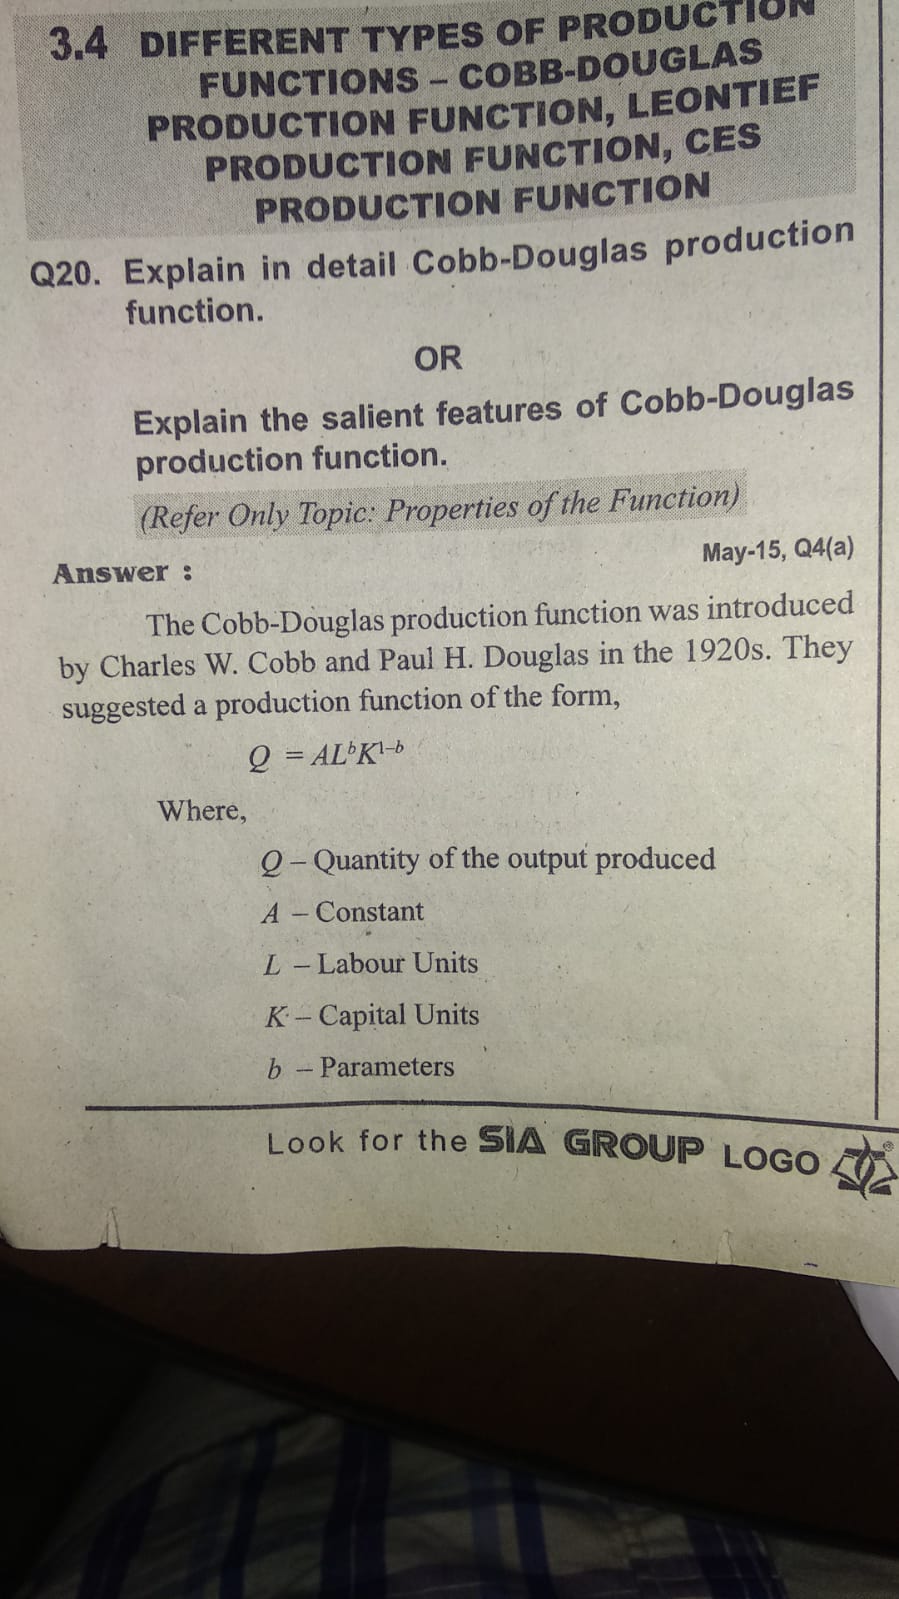 3.4 DIFFERENT TYPES OF PRODUCTION
FUNCTIONS – COBB-DOUGLAS
PRODUCTION FUNCTION, LEONTIEF
PRODUCTION FUNCTION, CES
PRODUCTION FUNCTION
Q20. Explain in detail Cobb-Douglas production
function.
OR
Explain the salient features of Cobb-Douglas
production function.
(Refer Only Topic: Properties of the Function)
May-15, Q4(a)
Answer :
The Cobb-Douglas production function was introduced
by Charles W. Cobb and Paul H. Douglas in the 1920s. They
suggested a production function of the form,
Q = ALᵇK¹⁻ᵇ
Where,
Q – Quantity of the output produced
A – Constant
L – Labour Units
K – Capital Units
b – Parameters
Look for the SIA GROUP LOGO